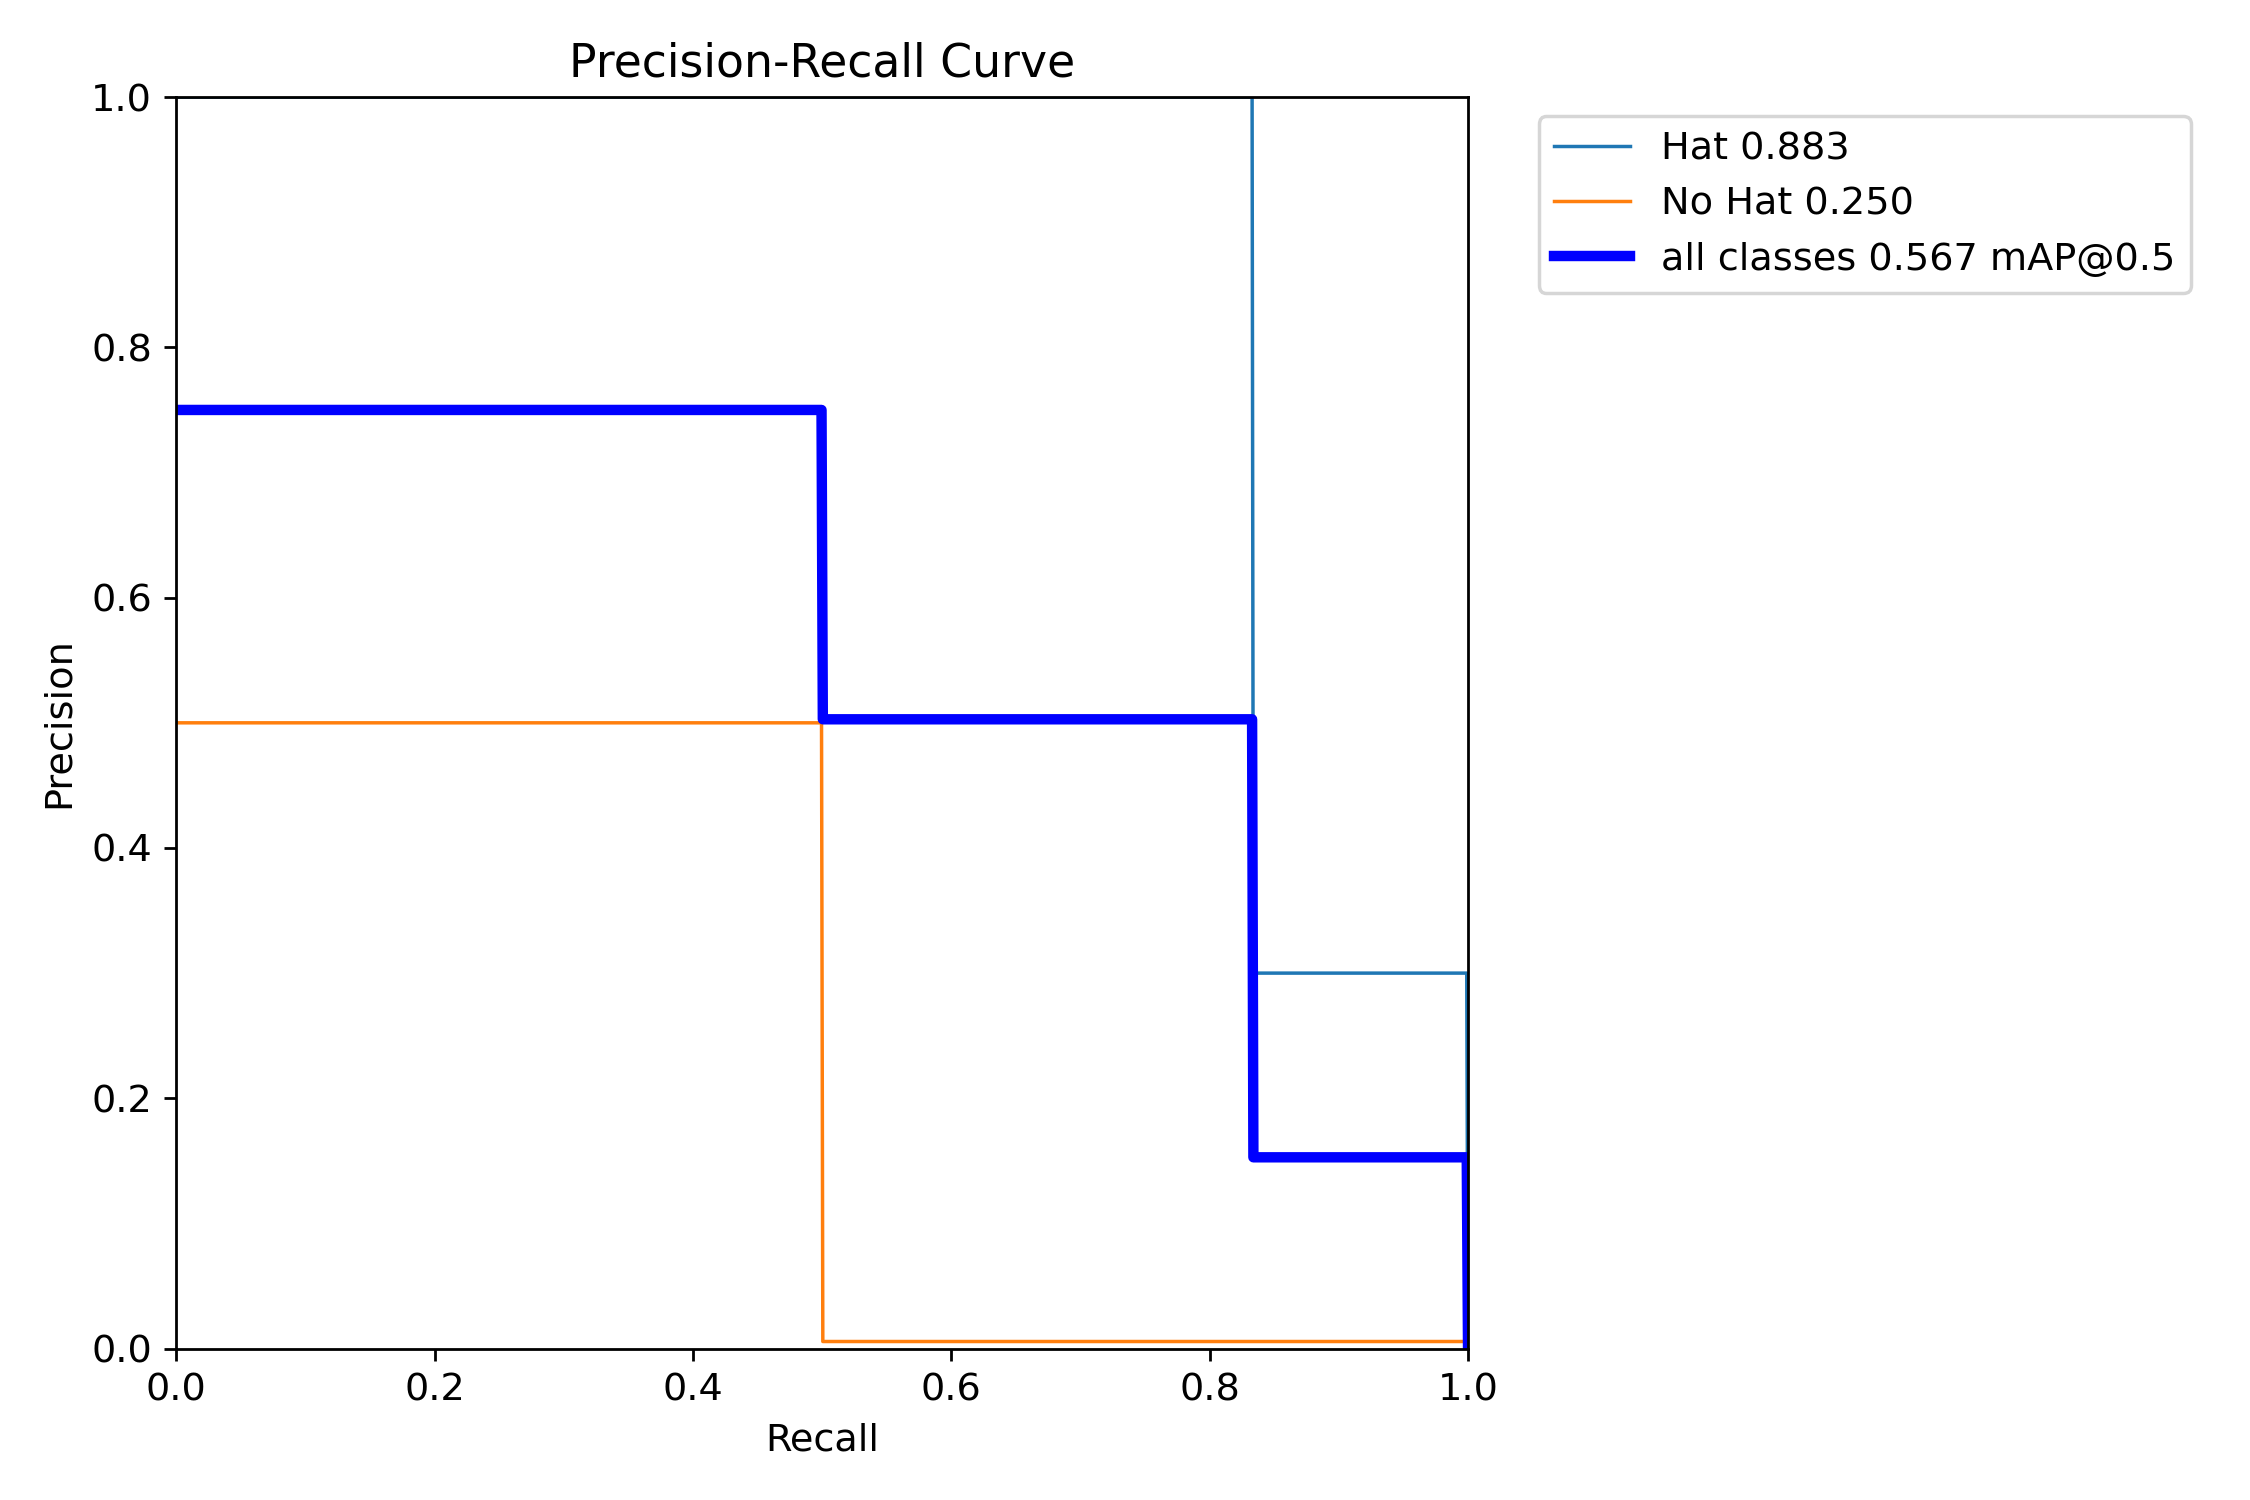 Precision-Recall Curve
1.0
0.8
0.6
0.4
0.2
0.0
Precision
0.0 0.2 0.4 0.6 0.8 1.0
Recall
Hat 0.883
No Hat 0.250
all classes 0.567 mAP@0.5